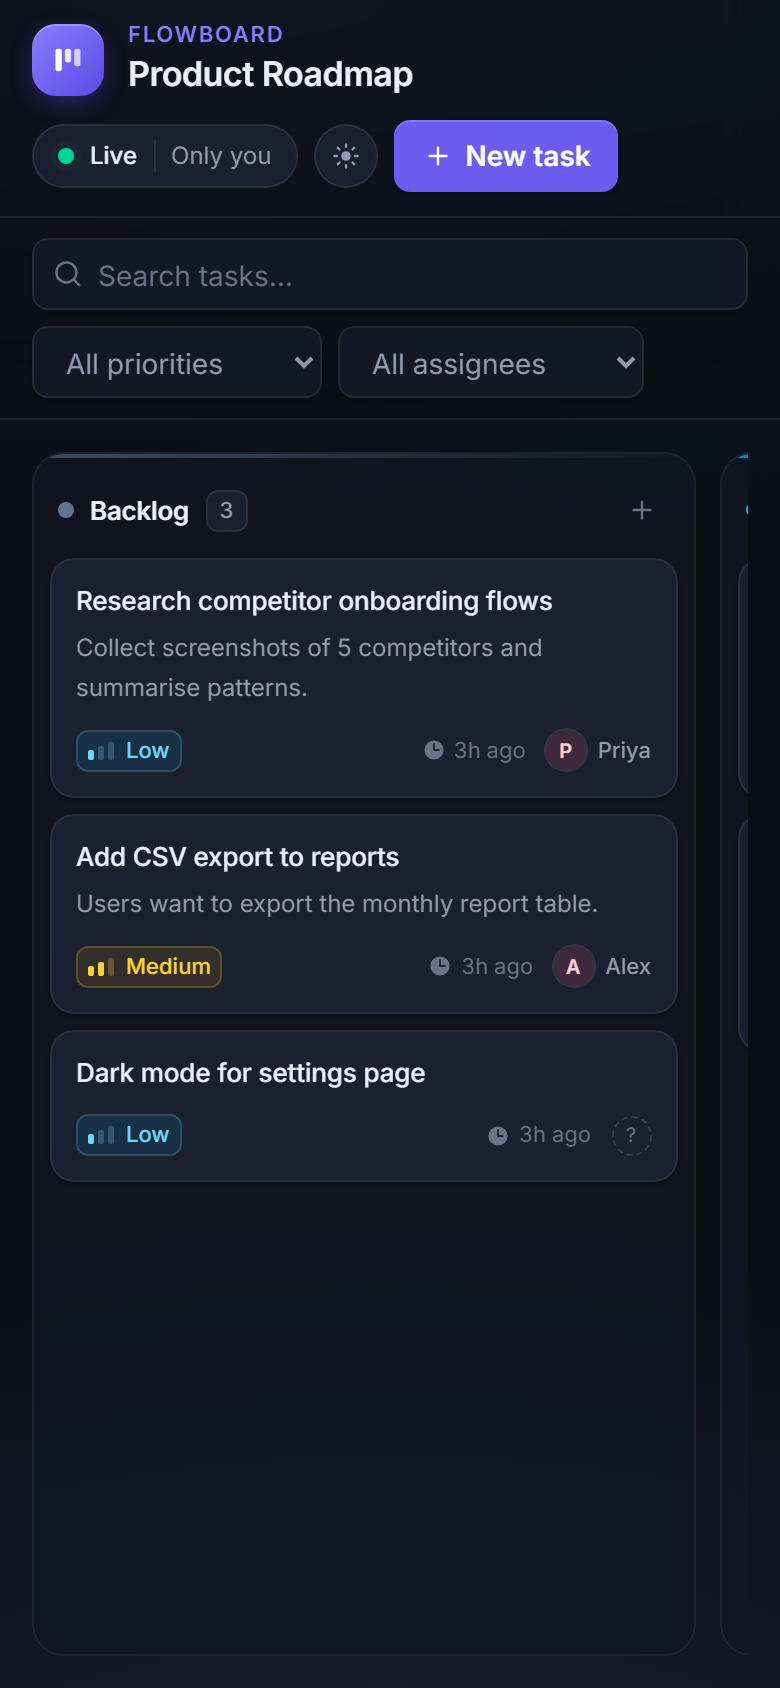 FLOWBOARD
Product Roadmap
Live Only you
+ New task
Search tasks...
All priorities All assignees
Backlog 3 +
Research competitor onboarding flows
Collect screenshots of 5 competitors and
summarise patterns.
Low 3h ago P Priya
Add CSV export to reports
Users want to export the monthly report table.
Medium 3h ago A Alex
Dark mode for settings page
Low 3h ago ?